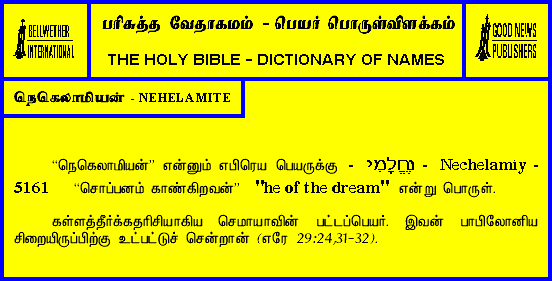 BELLWETHER
INTERNATIONAL
பரிசுத்த வேதாகமம் - பெயர் பொருள்விளக்கம்
THE HOLY BIBLE - DICTIONARY OF NAMES
GOOD NEWS
PUBLISHERS
நெகெலாமியன் - NEHELAMITE
“நெகெலாமியன்” என்னும் எபிரெய பெயருக்கு - נֶחֱלָמִי - Nechelamiy -
5161 “சொப்பனம் காண்கிறவன்” "he of the dream" என்று பொருள்.
கள்ளத்தீர்க்கதரிசியாகிய செமாயாவின் பட்டப்பெயர். இவன் பாபிலோனிய
சிறையிருப்பிற்கு உட்பட்டுச் சென்றான் (எரே 29:24,31-32).